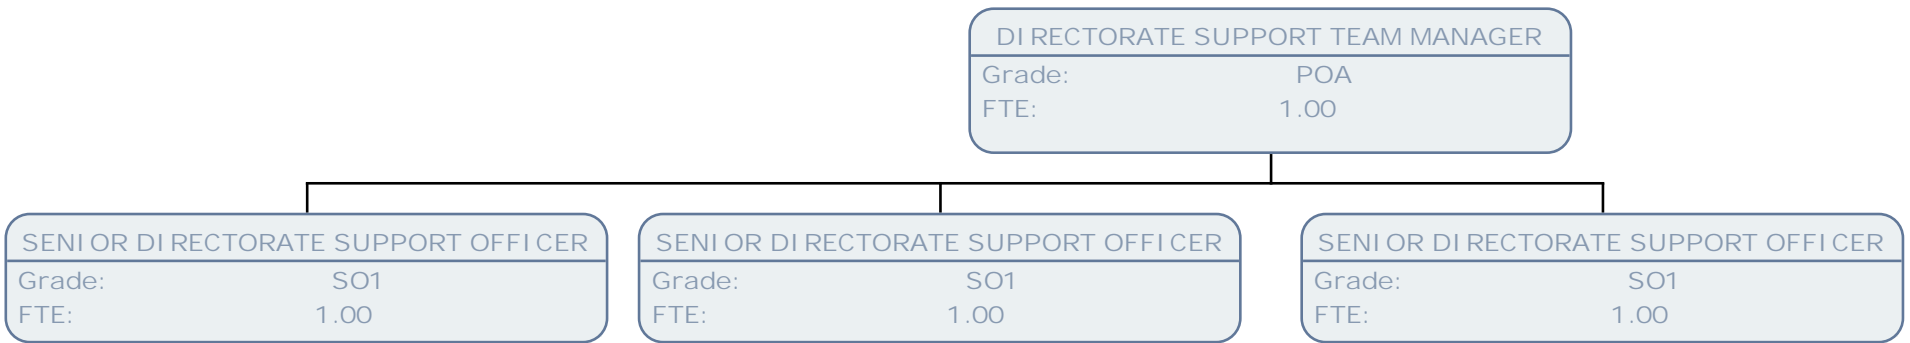 DIRECTORATE SUPPORT TEAM MANAGER
Grade: POA
FTE: 1.00
SENIOR DIRECTORATE SUPPORT OFFICER
Grade: SO1
FTE: 1.00
SENIOR DIRECTORATE SUPPORT OFFICER
Grade: SO1
FTE: 1.00
SENIOR DIRECTORATE SUPPORT OFFICER
Grade: SO1
FTE: 1.00